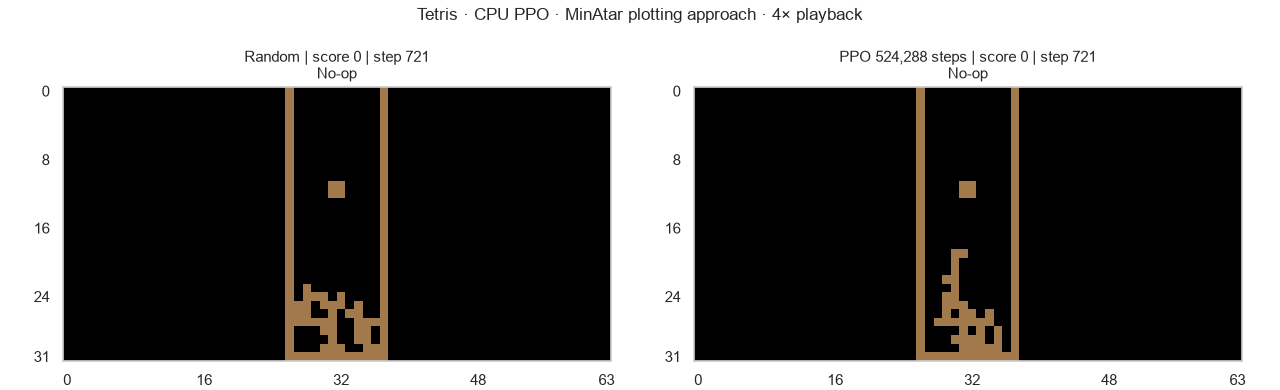 Tetris · CPU PPO · MinAtar plotting approach · 4× playback
Random | score 0 | step 721
No-op
0
8
16
24
31
0 16 32 48 63
PPO 524,288 steps | score 0 | step 721
No-op
0
8
16
24
31
0 16 32 48 63